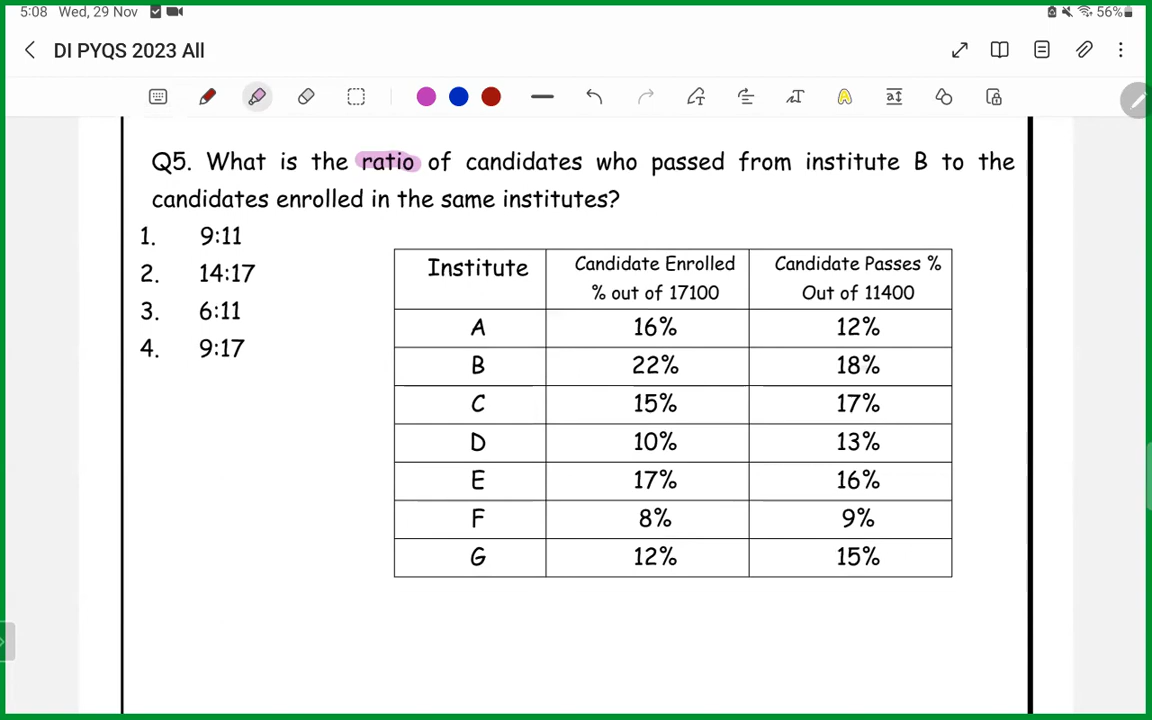 5:08 Wed, 29 Nov 56%
DI PYQS 2023 All
Q5. What is the ratio of candidates who passed from institute B to the
candidates enrolled in the same institutes?
1. 9:11
2. 14:17
3. 6:11
4. 9:17
Institute Candidate Enrolled % out of 17100 Candidate Passes % Out of 11400
A 16% 12%
B 22% 18%
C 15% 17%
D 10% 13%
E 17% 16%
F 8% 9%
G 12% 15%